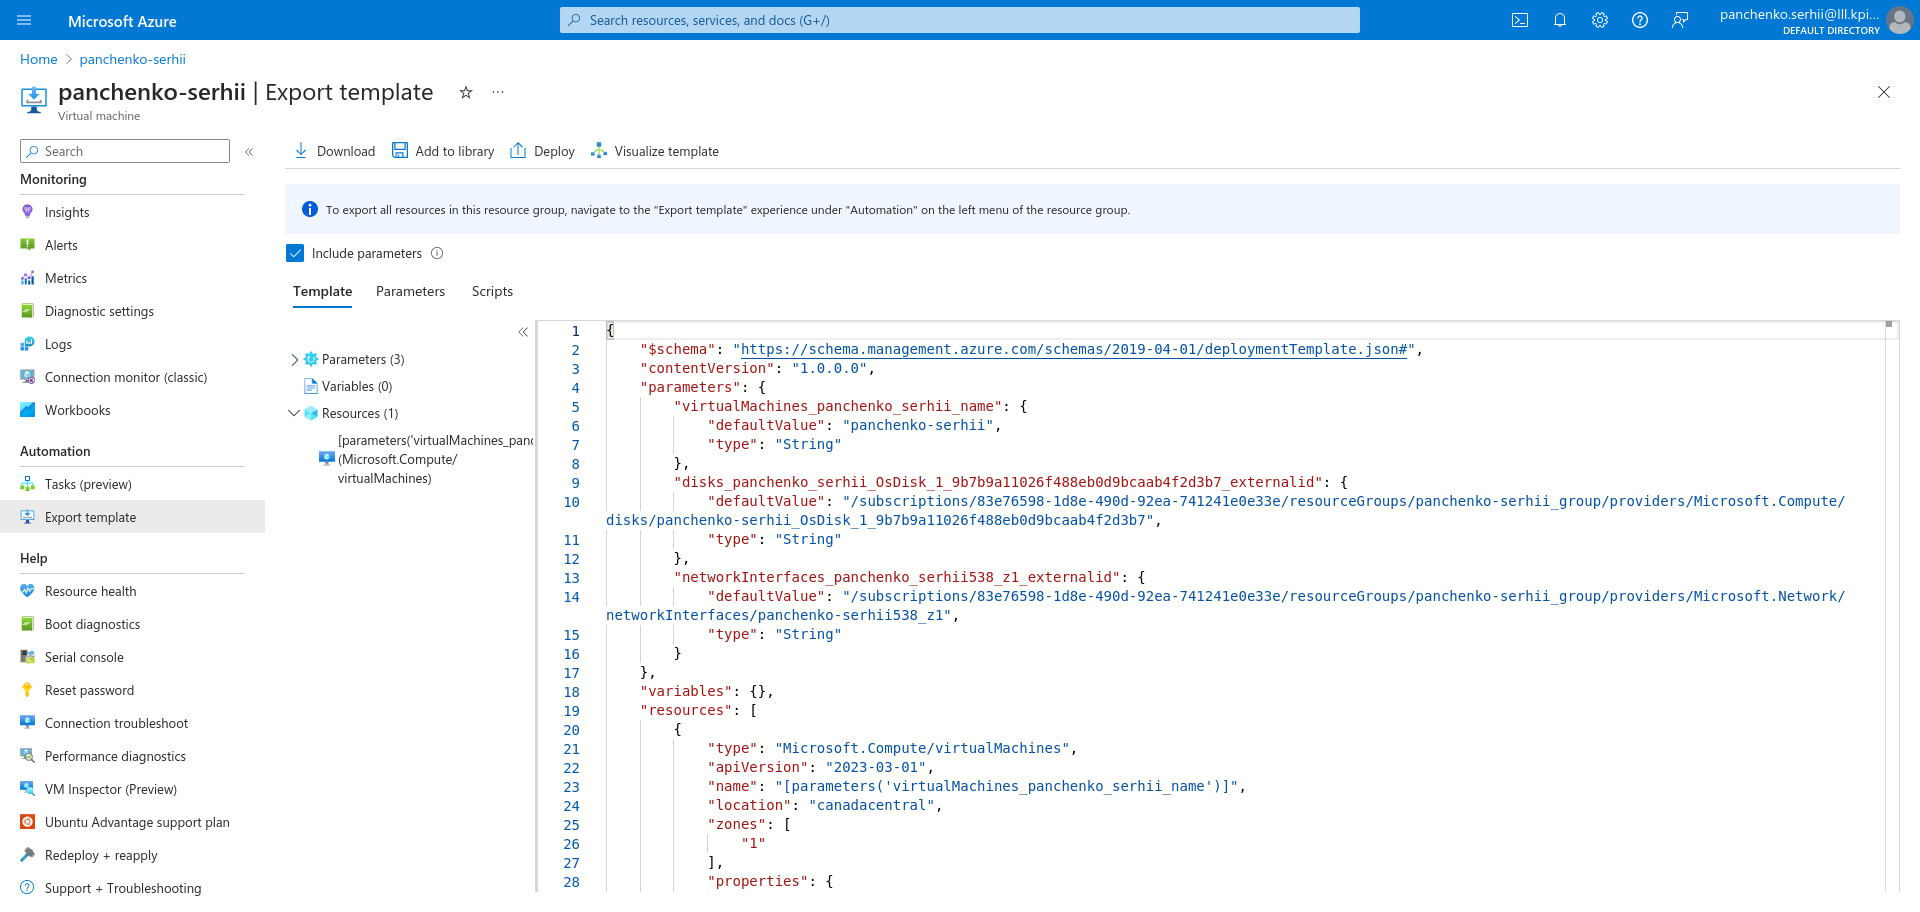 Microsoft Azure
Search resources, services, and docs (G+/)
panchenko.serhii@lll.kpi...
DEFAULT DIRECTORY
Home > panchenko-serhii
panchenko-serhii | Export template
...
Virtual machine
Search
«
Monitoring
Insights
Alerts
Metrics
Diagnostic settings
Logs
Connection monitor (classic)
Workbooks
Automation
Tasks (preview)
Export template
Help
Resource health
Boot diagnostics
Serial console
Reset password
Connection troubleshoot
Performance diagnostics
VM Inspector (Preview)
Ubuntu Advantage support plan
Redeploy + reapply
Support + Troubleshooting
Download Add to library Deploy Visualize template
To export all resources in this resource group, navigate to the "Export template" experience under "Automation" on the left menu of the resource group.
Include parameters
Template Parameters Scripts
«
Parameters (3)
Variables (0)
Resources (1)
[parameters('virtualMachines_panc
(Microsoft.Compute/
virtualMachines)
1 {
2 "$schema": "https://schema.management.azure.com/schemas/2019-04-01/deploymentTemplate.json#",
3 "contentVersion": "1.0.0.0",
4 "parameters": {
5 "virtualMachines_panchenko_serhii_name": {
6 "defaultValue": "panchenko-serhii",
7 "type": "String"
8 },
9 "disks_panchenko_serhii_OsDisk_1_9b7b9a11026f488eb0d9bcaab4f2d3b7_externalid": {
10 "defaultValue": "/subscriptions/83e76598-1d8e-490d-92ea-741241e0e33e/resourceGroups/panchenko-serhii_group/providers/Microsoft.Compute/
disks/panchenko-serhii_OsDisk_1_9b7b9a11026f488eb0d9bcaab4f2d3b7",
11 "type": "String"
12 },
13 "networkInterfaces_panchenko_serhii538_z1_externalid": {
14 "defaultValue": "/subscriptions/83e76598-1d8e-490d-92ea-741241e0e33e/resourceGroups/panchenko-serhii_group/providers/Microsoft.Network/
networkInterfaces/panchenko-serhii538_z1",
15 "type": "String"
16 }
17 },
18 "variables": {},
19 "resources": [
20 {
21 "type": "Microsoft.Compute/virtualMachines",
22 "apiVersion": "2023-03-01",
23 "name": "[parameters('virtualMachines_panchenko_serhii_name')]",
24 "location": "canadacentral",
25 "zones": [
26 "1"
27 ],
28 "properties": {